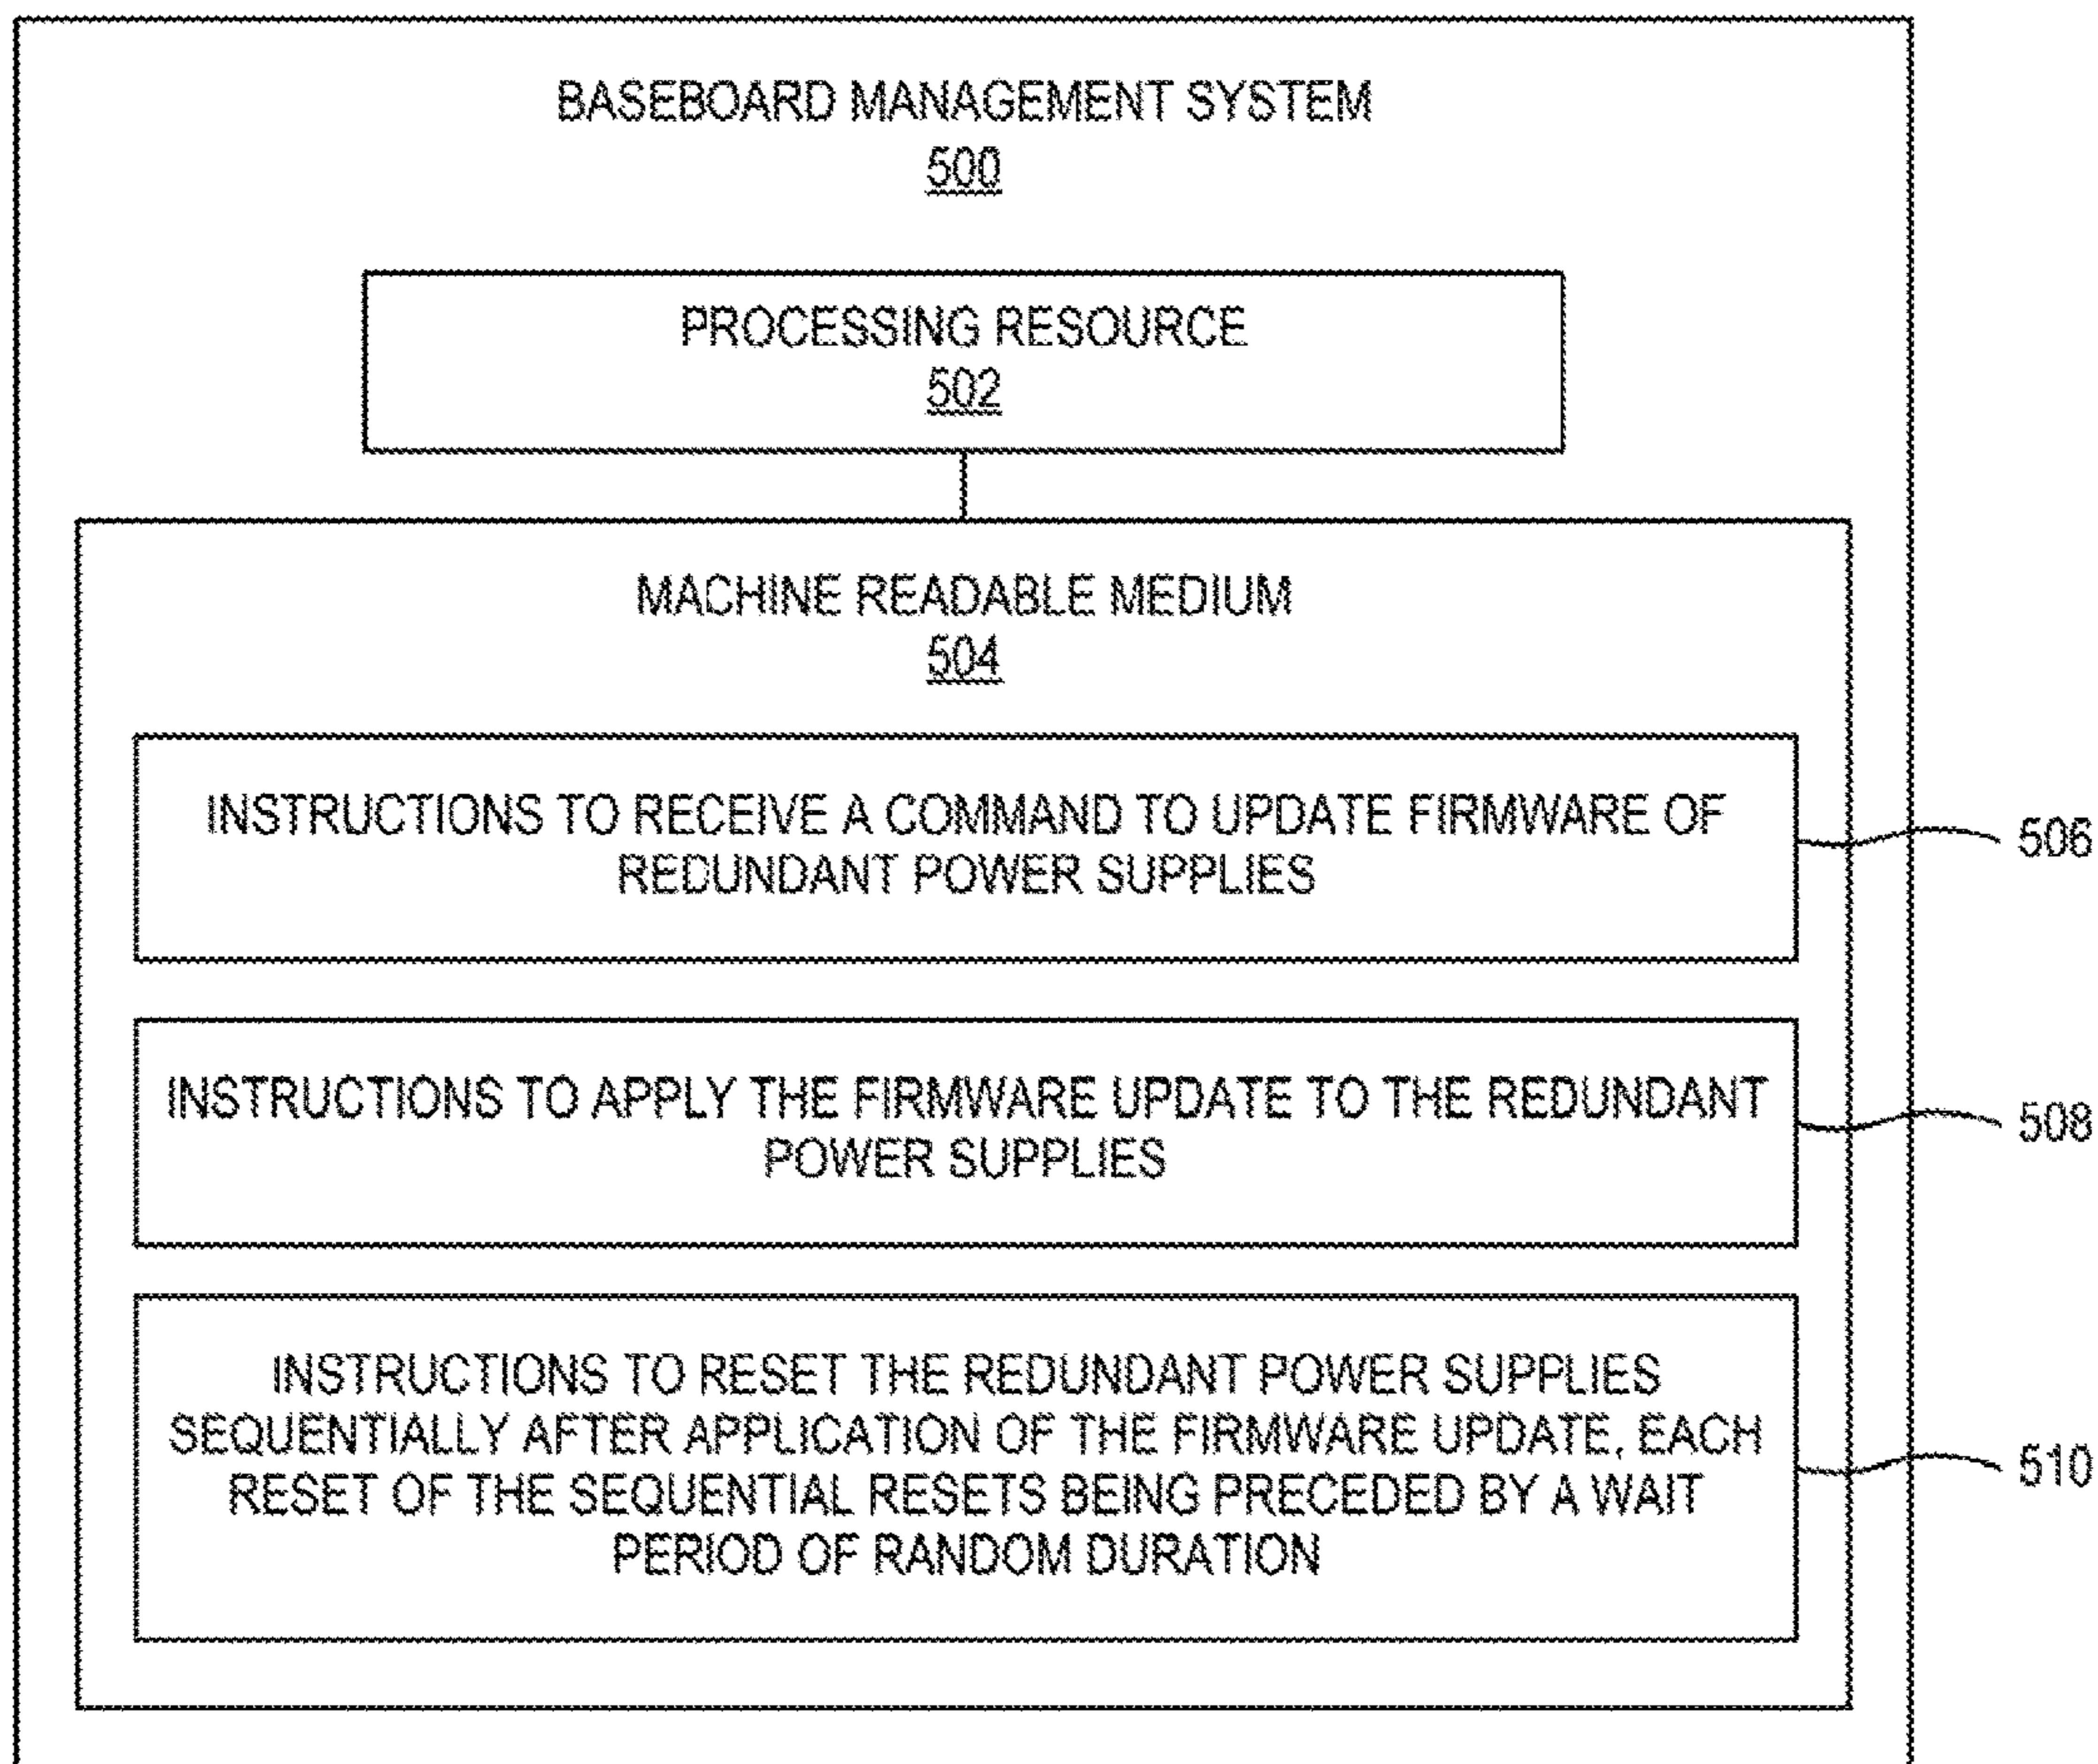 BASEBOARD MANAGEMENT SYSTEM
500
PROCESSING RESOURCE
502
MACHINE READABLE MEDIUM
504
INSTRUCTIONS TO RECEIVE A COMMAND TO UPDATE FIRMWARE OF
REDUNDANT POWER SUPPLIES
506
INSTRUCTIONS TO APPLY THE FIRMWARE UPDATE TO THE REDUNDANT
POWER SUPPLIES
508
INSTRUCTIONS TO RESET THE REDUNDANT POWER SUPPLIES
SEQUENTIALLY AFTER APPLICATION OF THE FIRMWARE UPDATE, EACH
RESET OF THE SEQUENTIAL RESETS BEING PRECEDED BY A WAIT
PERIOD OF RANDOM DURATION
510